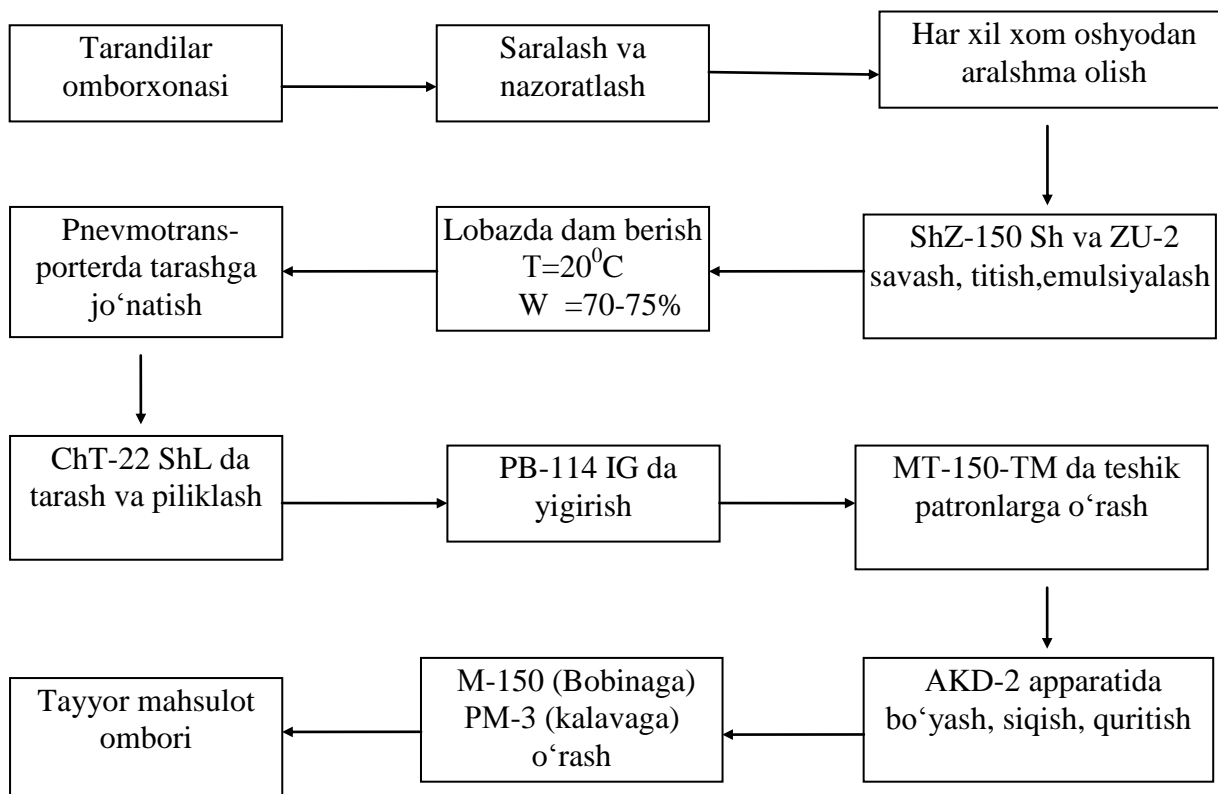 Tarandilar
omborxonasi
Saralash va
nazoratlash
Har xil xom oshyodan
aralshma olish
ShZ-150 Sh va ZU-2
savash, titish,emulsiyalash
Lobazda dam berish
T=20⁰C
W =70-75%
Pnevmotrans-
porterda tarashga
jo‘natish
ChT-22 ShL da
tarash va piliklash
PB-114 IG da
yigirish
MT-150-TM da teshik
patronlarga o‘rash
AKD-2 apparatida
bo‘yash, siqish, quritish
M-150 (Bobinaga)
PM-3 (kalavaga)
o‘rash
Tayyor mahsulot
ombori